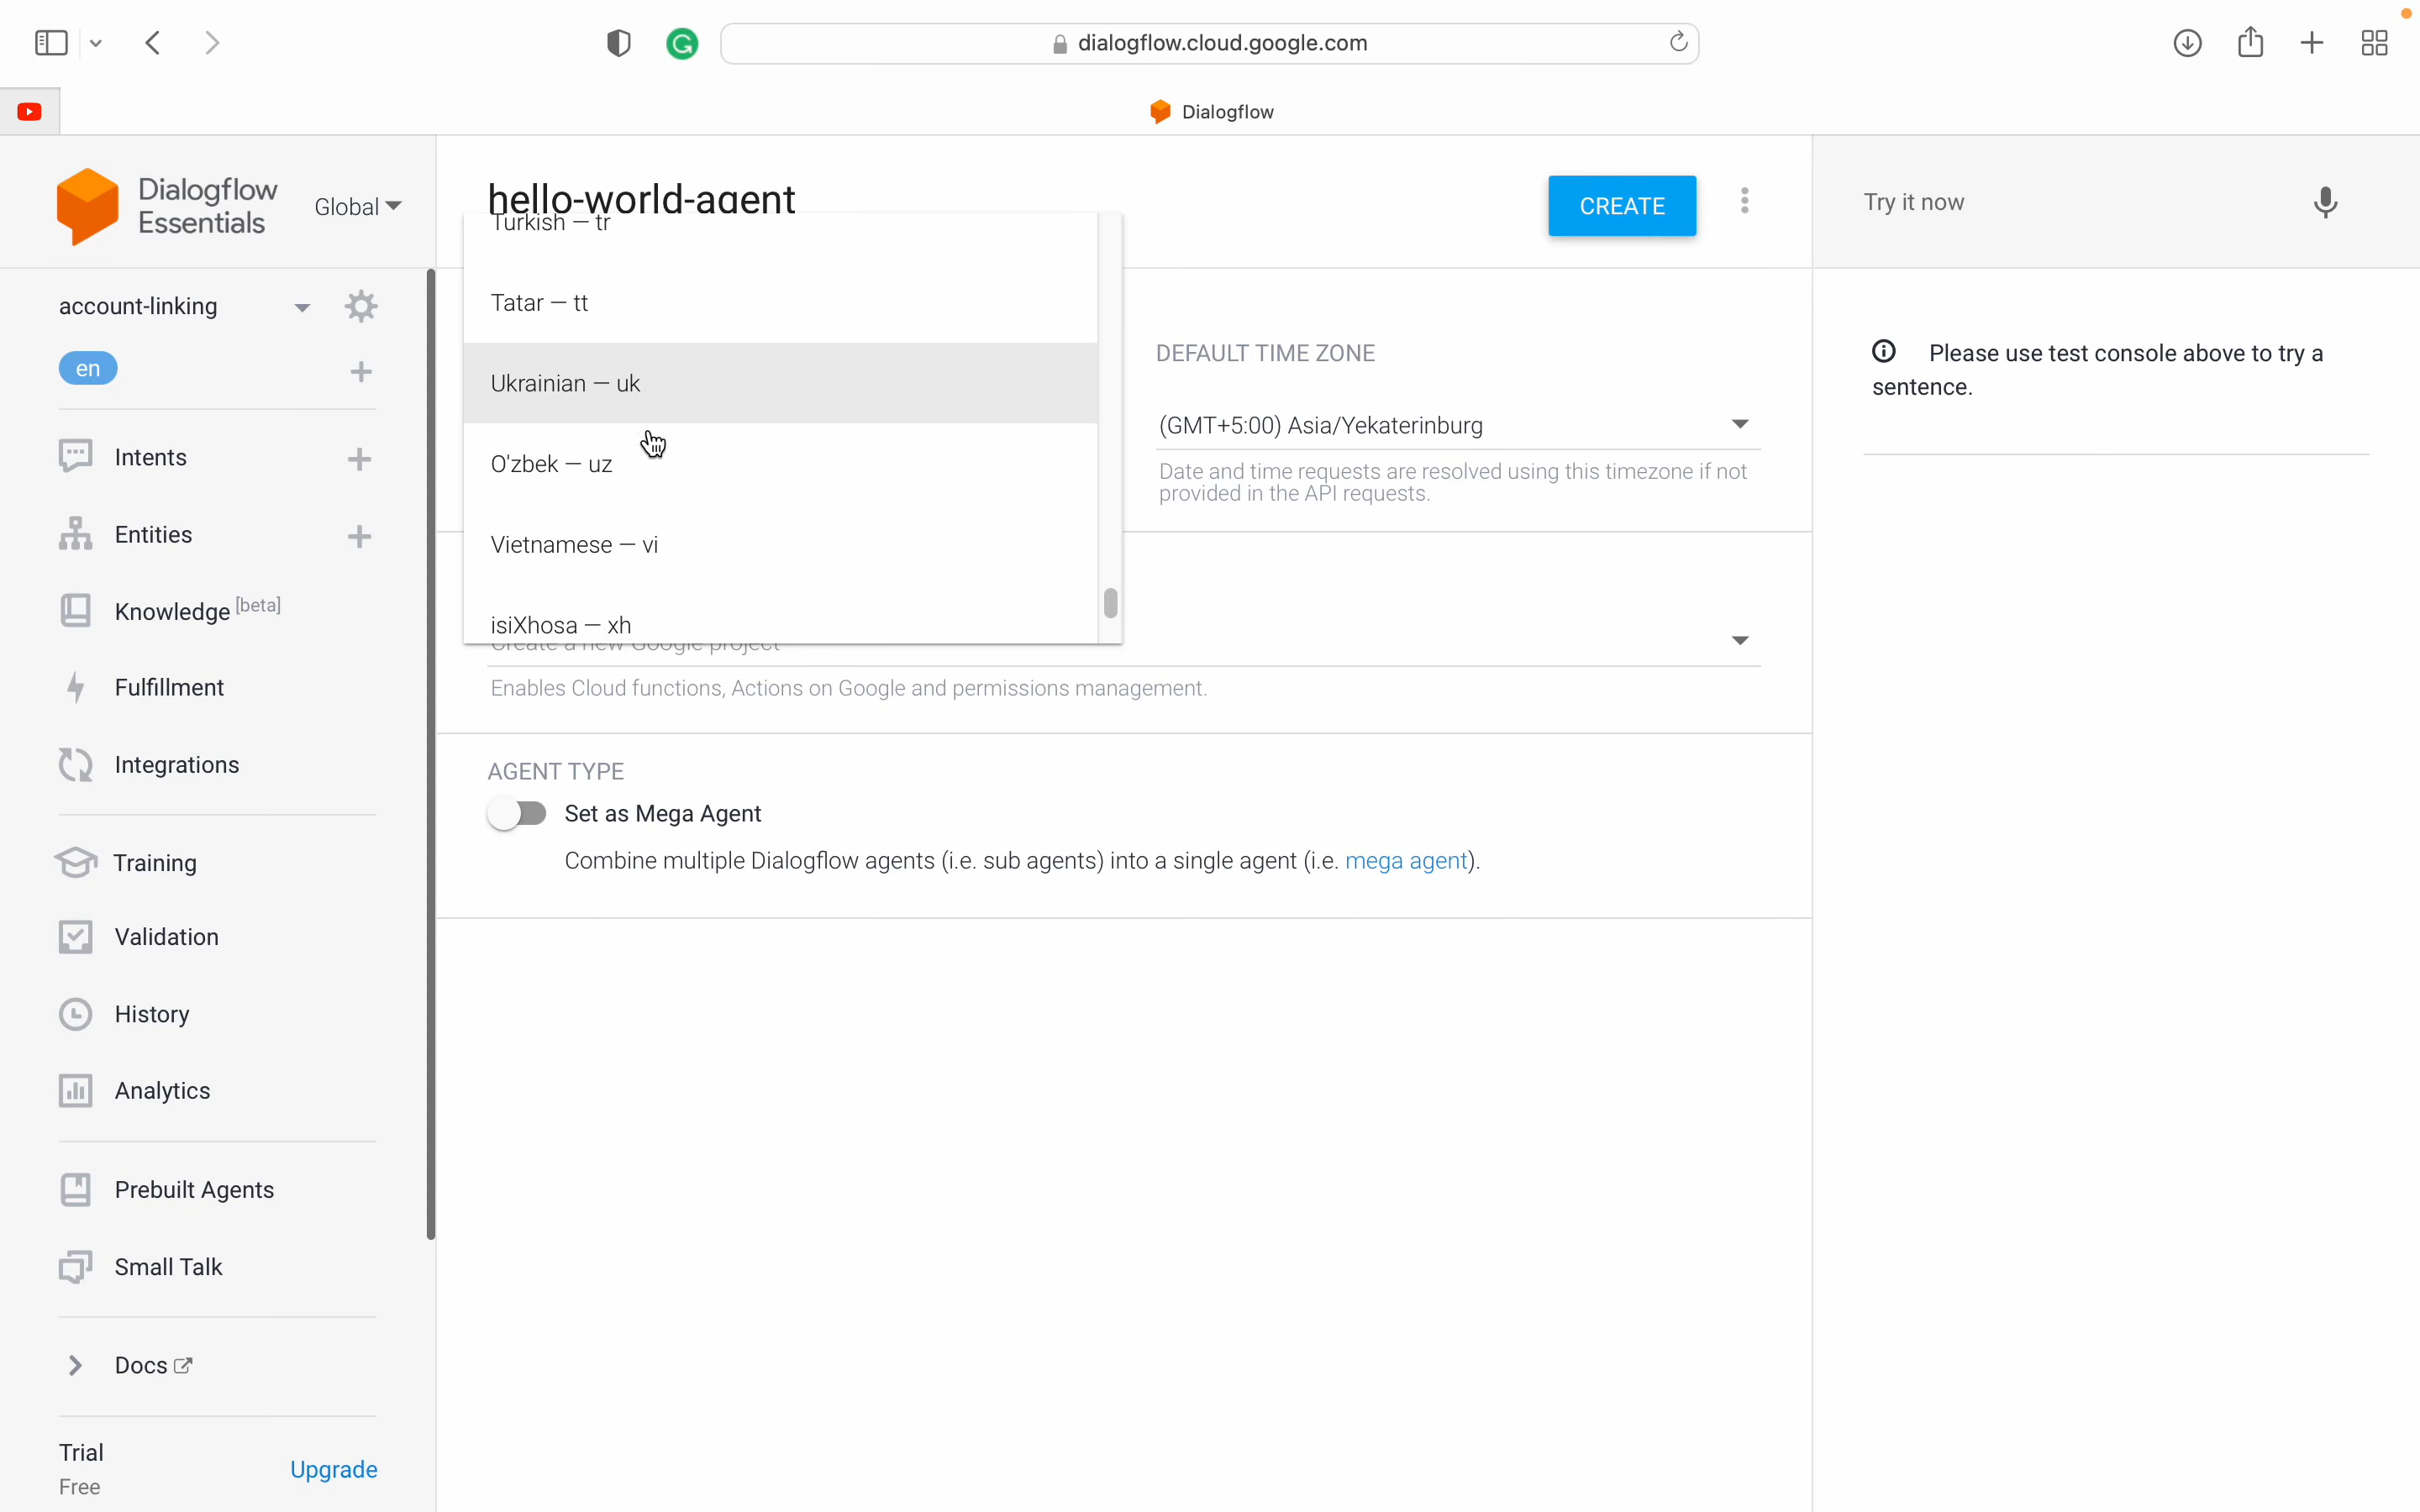 dialogflow.cloud.google.com
Dialogflow
Dialogflow
Essentials
Global
account-linking
en
Intents
Entities
Knowledge [beta]
Fulfillment
Integrations
Training
Validation
History
Analytics
Prebuilt Agents
Small Talk
Docs
Trial
Free
Upgrade
hello-world-agent
CREATE
Turkish — tr
Tatar — tt
Ukrainian — uk
O'zbek — uz
Vietnamese — vi
isiXhosa — xh
DEFAULT TIME ZONE
(GMT+5:00) Asia/Yekaterinburg
Date and time requests are resolved using this timezone if not
provided in the API requests.
Create a new Google project
Enables Cloud functions, Actions on Google and permissions management.
AGENT TYPE
Set as Mega Agent
Combine multiple Dialogflow agents (i.e. sub agents) into a single agent (i.e. mega agent).
Try it now
Please use test console above to try a
sentence.